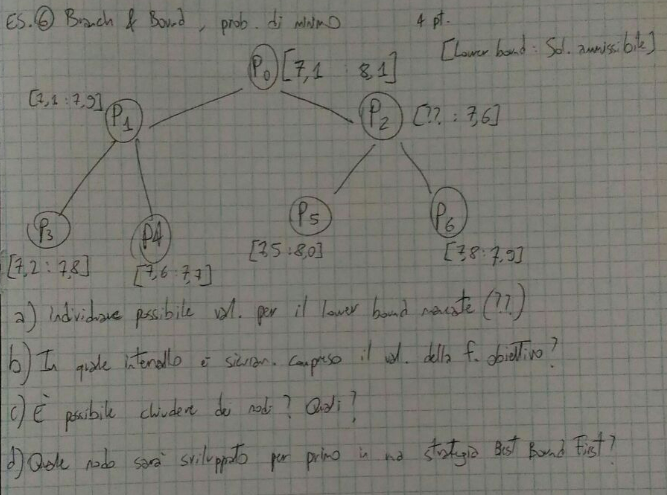 ES. 6 Branch & Bound, prob. di minimo 4 pt.
[Lower bound : Sol. ammissibile]
P0 [7,1 : 8,1]
[7,1 : 7,9] P1 P2 [?? : 7,6]
P3 P4 P5 P6
[7,2 : 7,8] [7,6 : 7,7] [7,5 : 8,0] [7,8 : 7,9]
a) Individuare possibile val. per il lower bound mancante (??)
b) In quale intervallo è sicuram. compreso il val. della f. obiettivo?
c) È possibile chiudere dei nodi? Quali?
d) Quale nodo sarà sviluppato per primo in una strategia Best Bound First?